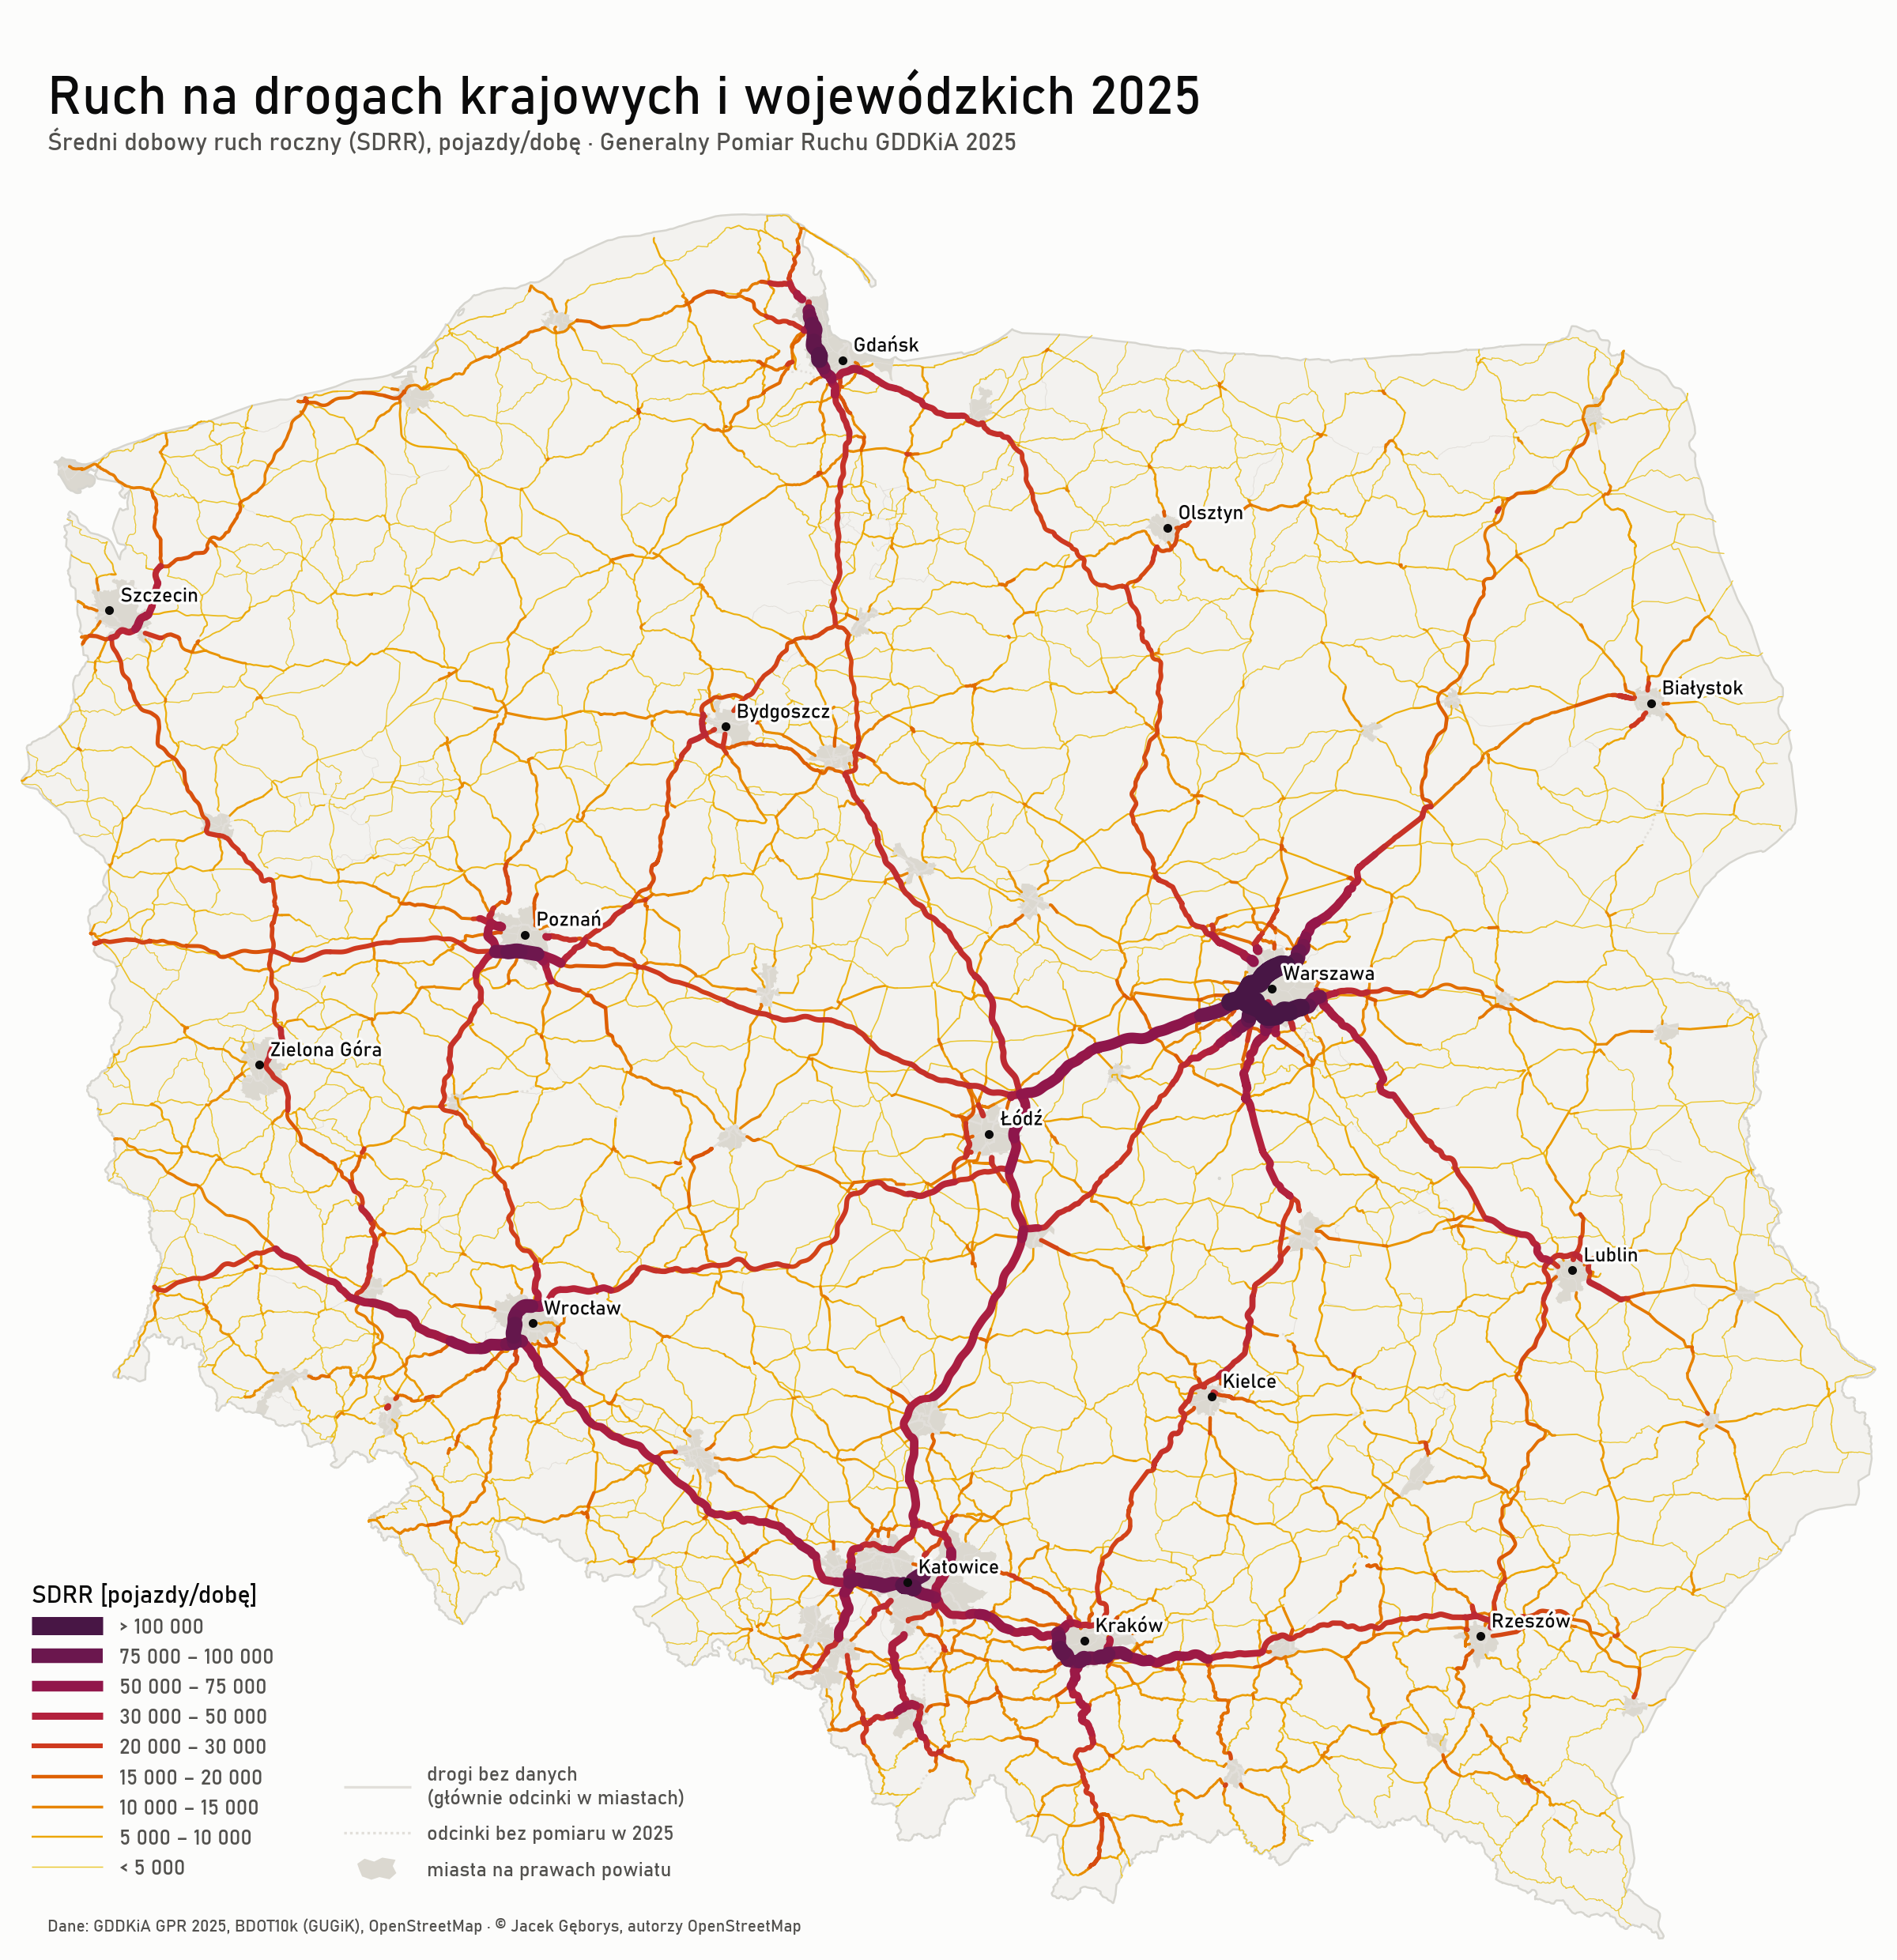 Ruch na drogach krajowych i wojewódzkich 2025
Średni dobowy ruch roczny (SDRR), pojazdy/dobę · Generalny Pomiar Ruchu GDDKiA 2025
Gdańsk
Olsztyn
Szczecin
Białystok
Bydgoszcz
Poznań
Warszawa
Zielona Góra
Łódź
Lublin
Wrocław
Kielce
Katowice
Kraków
Rzeszów
SDRR [pojazdy/dobę]
> 100 000
75 000 – 100 000
50 000 – 75 000
30 000 – 50 000
20 000 – 30 000
15 000 – 20 000
10 000 – 15 000
5 000 – 10 000
< 5 000
drogi bez danych
(głównie odcinki w miastach)
odcinki bez pomiaru w 2025
miasta na prawach powiatu
Dane: GDDKiA GPR 2025, BDOT10k (GUGiK), OpenStreetMap · © Jacek Gęborys, autorzy OpenStreetMap